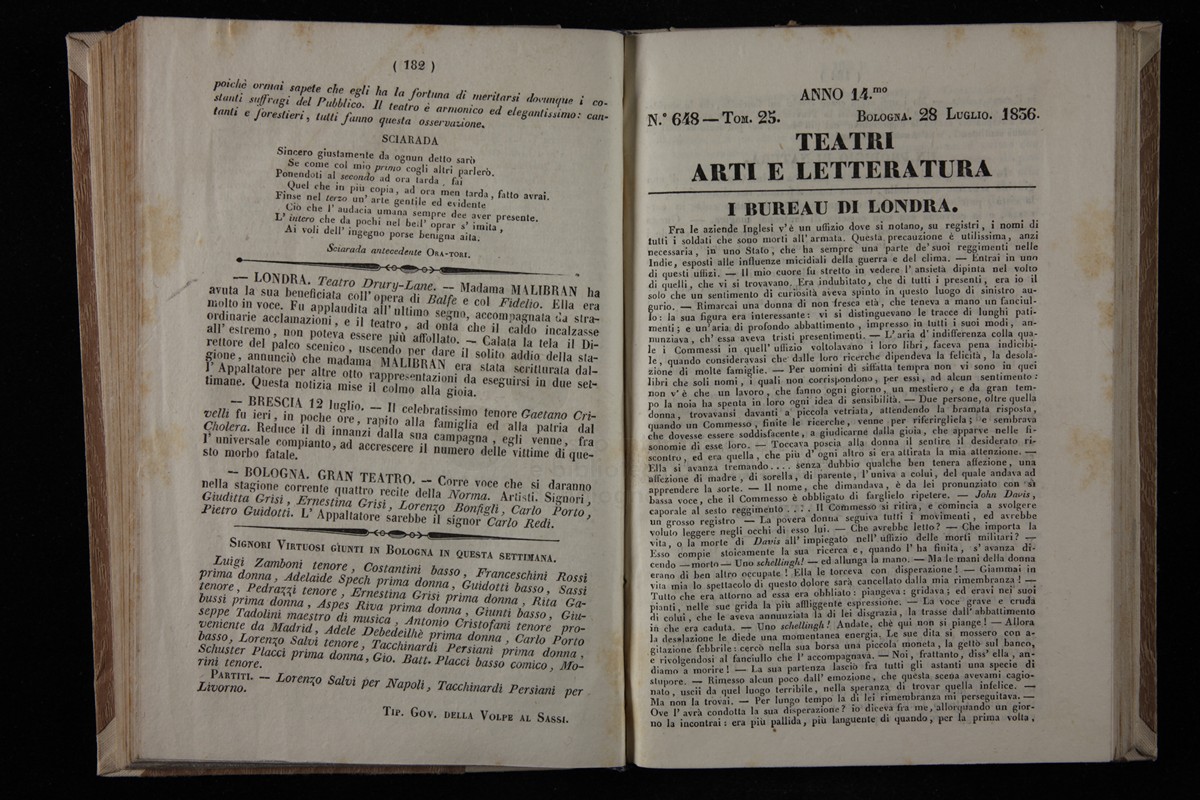 ( 182 )
poichè ormai sapete che egli ha la fortuna di meritarsi dovunque i co-
stanti suffragi del Pubblico. Il teatro è armonico ed elegantissimo: can-
tanti e forestieri, tutti fanno questa osservazione.
SCIARADA
Sincero giustamente da ognun detto sarò
Se come col mio primo cogli altri parlerò.
Ponendoti al secondo ad ora tarda, fai
Quel che in più copia, ad ora men tarda, fatto avrai.
Finse nel terzo un' arte gentile ed evidente
Ciò che l' audacia umana sempre dee aver presente.
L' intero che da pochi nel bell' oprar s' imita,
Ai voli dell' ingegno porse benigna aita.
Sciarada antecedente ORA-TORI.
— LONDRA. Teatro Drury-Lane. — Madama MALIBRAN ha
avuta la sua beneficiata coll' opera di Balfe e col Fidelio. Ella era
molto in voce. Fu applaudita all' ultimo segno, accompagnata da stra-
ordinarie acclamazioni, e il teatro, ad onta che il caldo incalzasse
all' estremo, non poteva essere più affollato. — Calata la tela il Di-
rettore del palco scenico, uscendo per dare il solito addio della sta-
gione, annunciò che madama MALIBRAN era stata scritturata dal-
l' Appaltatore per altre otto rappresentazioni da eseguirsi in due set-
timane. Questa notizia mise il colmo alla gioia.
— BRESCIA 12 luglio. — Il celebratissimo tenore Gaetano Cri-
velli fu ieri, in poche ore, rapito alla famiglia ed alla patria dal
Cholera. Reduce il dì innanzi dalla sua campagna, egli venne, fra
l' universale compianto, ad accrescere il numero delle vittime di que-
sto morbo fatale.
— BOLOGNA. GRAN TEATRO. — Corre voce che si daranno
nella stagione corrente quattro recite della Norma. Artisti. Signori,
Giuditta Grisi, Ernestina Grisi, Lorenzo Bonfigli, Carlo Porto,
Pietro Guidotti. L' Appaltatore sarebbe il signor Carlo Redi.
SIGNORI VIRTUOSI GIUNTI IN BOLOGNA IN QUESTA SETTIMANA.
Luigi Zamboni tenore, Costantini basso, Franceschini Rossi
prima donna, Adelaide Spech prima donna, Guidotti basso, Sassi
tenore, Pedrazzi tenore, Ernestina Grisi prima donna, Rita Ga-
bussi prima donna, Aspes Riva prima donna, Giunti basso, Giu-
seppe Tadolini maestro di musica, Antonio Cristofani tenore pro-
veniente da Madrid, Adele Debedeilhè prima donna, Carlo Porto
basso, Lorenzo Salvi tenore, Tacchinardi Persiani prima donna,
Schuster Placci prima donna, Gio. Batt. Placci basso comico, Mo-
rini tenore.
PARTITI. — Lorenzo Salvi per Napoli, Tacchinardi Persiani per
Livorno.
TIP. GOV. DELLA VOLPE AL SASSI.
ANNO 14.mo
N.° 648 — TOM. 25. BOLOGNA. 28 LUGLIO. 1836.
TEATRI
ARTI E LETTERATURA
I BUREAU DI LONDRA.
Fra le aziende Inglesi v' è un uffizio dove si notano, su registri, i nomi di
tutti i soldati che sono morti all' armata. Questa precauzione è utilissima, anzi
necessaria, in uno Stato, che ha sempre una parte de' suoi reggimenti nelle
Indie, esposti alle influenze micidiali della guerra e del clima. — Entrai in uno
di questi uffizi. — Il mio cuore fu stretto in vedere l' ansietà dipinta nel volto
di quelli, che vi si trovavano. Era indubitato, che di tutti i presenti, era io il
solo che un sentimento di curiosità aveva spinto in questo luogo di sinistro au-
gurio. — Rimarcai una donna di non fresca età, che teneva a mano un fanciul-
lo: la sua figura era interessante: vi si distinguevano le tracce di lunghi pati-
menti; e un' aria di profondo abbattimento, impresso in tutti i suoi modi, an-
nunziava, ch' essa aveva tristi presentimenti. — L' aria d' indifferenza colla qua-
le i Commessi in quell' uffizio voltolavano i loro libri, faceva pena indicibi-
le, quando consideravasi che dalle loro ricerche dipendeva la felicità, la desola-
zione di molte famiglie. — Per uomini di siffatta tempra non vi sono in quei
libri che soli nomi, i quali non corrispondono, per essi, ad alcun sentimento:
non v' è che un lavoro, che fanno ogni giorno, un mestiero, e da gran tem-
po la noia ha spenta in loro ogni idea di sensibilità. — Due persone, oltre quella
donna, trovavansi davanti a piccola vetriata, attendendo la bramata risposta,
quando un Commesso, finite le ricerche, venne per riferirgliela; e sembrava
che dovesse essere soddisfacente, a giudicarne dalla gioia, che apparve nelle fi-
sonomie di esse loro. — Toccava poscia alla donna il sentire il desiderato ri-
scontro, ed era quella, che più d' ogni altro si era attirata la mia attenzione. —
Ella si avanza tremando.... senza dubbio qualche ben tenera affezione, una
affezione di madre, di sorella, di parente, l' univa a colui, del quale andava ad
apprendere la sorte. — Il nome, che dimandava, è da lei pronunziato con sì
bassa voce, che il Commesso è obbligato di farglielo ripetere. — John Davis,
caporale al sesto reggimento .... Il Commesso si ritira, e comincia a svolgere
un grosso registro — La povera donna seguiva tutti i movimenti, ed avrebbe
voluto leggere negli occhi di esso lui. — Che avrebbe letto? — Che importa la
vita, o la morte di Davis all' impiegato nell' uffizio delle morti militari? —
Esso compie stoicamente la sua ricerca e, quando l' ha finita, s' avanza di-
cendo — morto — Uno schellingh! — ed allunga la mano. — Ma le mani della donna
erano di ben altro occupate! Ella le torceva con disperazione! — Giammai in
vita mia lo spettacolo di questo dolore sarà cancellato dalla mia rimembranza! —
Tutto che era attorno ad essa era obbliato: piangeva: gridava; ed eravi nei suoi
pianti, nelle sue grida la più affliggente espressione. — La voce grave e cruda
di colui, che le aveva annunziata la di lei disgrazia, la trasse dall' abbattimento
in che era caduta. — Uno schellingh! Andate, chè qui non si piange! — Allora
la desolazione le diede una momentanea energia. Le sue dita si mossero con a-
gitazione febbrile: cercò nella sua borsa una piccola moneta, la gettò sul banco,
e rivolgendosi al fanciullo che l' accompagnava. — Noi, frattanto, diss' ella, an-
diamo a morire! — La sua partenza lasciò fra tutti gli astanti una specie di
stupore. — Rimesso alcun poco dall' emozione, che questa scena avevami cagio-
nato, uscii da quel luogo terribile, nella speranza di trovar quella infelice. —
Ma non la trovai. — Per lungo tempo la di lei rimembranza mi perseguitava. —
Ove l' avrà condotta la sua disperazione? io diceva fra me, allorquando un gior-
no la incontrai: era più pallida, più languente di quando, per la prima volta,